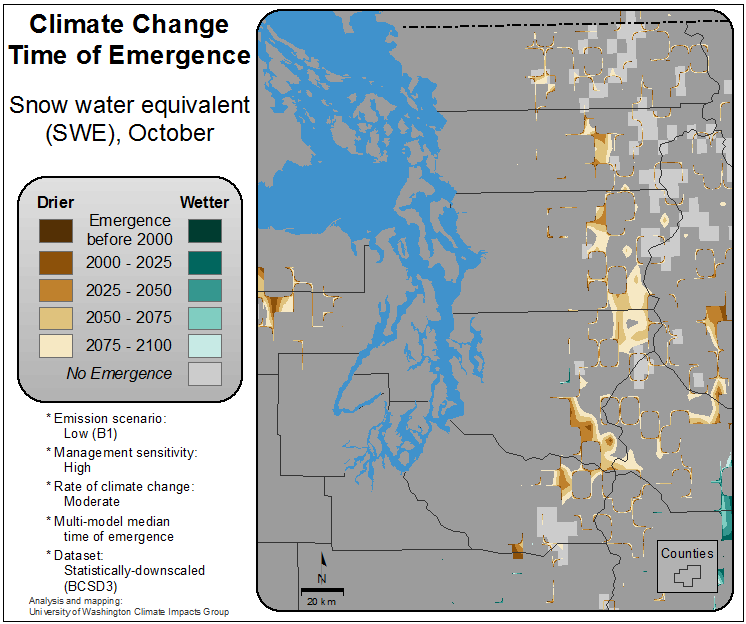 Climate Change
Time of Emergence
Snow water equivalent
(SWE), October
Drier
Wetter
Emergence
before 2000
2000 - 2025
2025 - 2050
2050 - 2075
2075 - 2100
No Emergence
* Emission scenario:
Low (B1)
* Management sensitivity:
High
* Rate of climate change:
Moderate
* Multi-model median
time of emergence
* Dataset:
Statistically-downscaled
(BCSD3)
Analysis and mapping:
University of Washington Climate Impacts Group
N
20 km
Counties